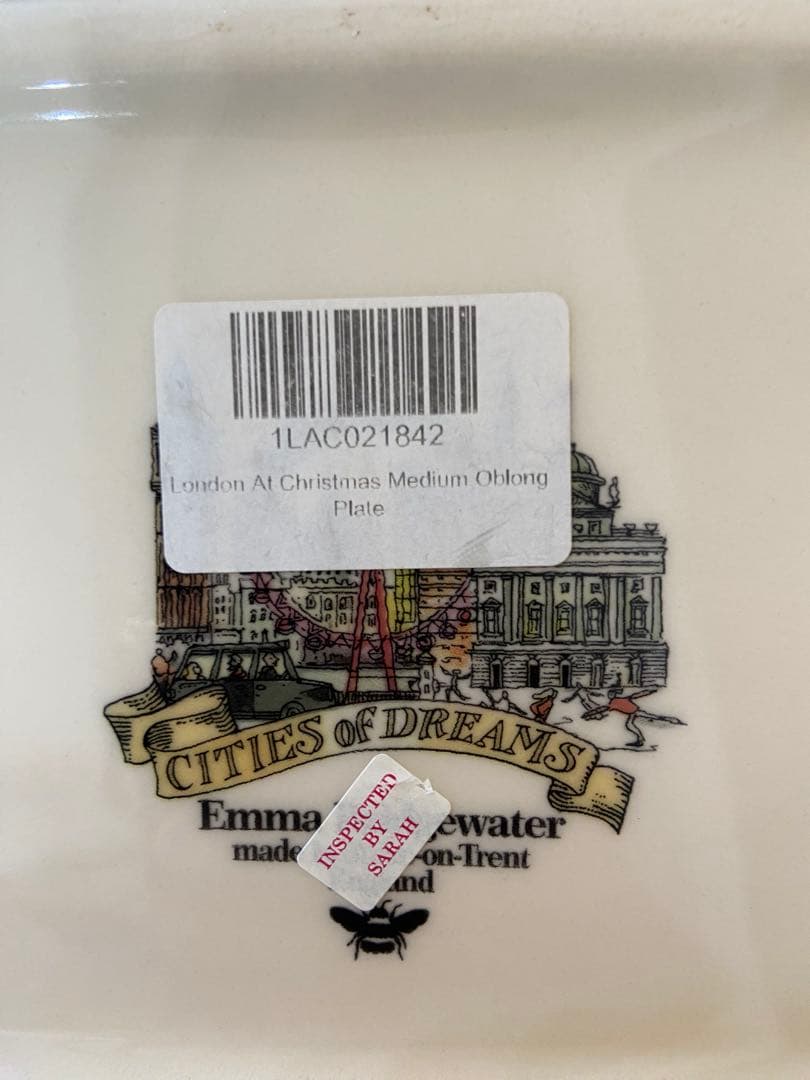 1LAC021842
London At Christmas Medium Oblong
Plate
CITIES OF DREAMS
Emma ewater
made -on-Trent
and
INSPECTED
BY
SARAH